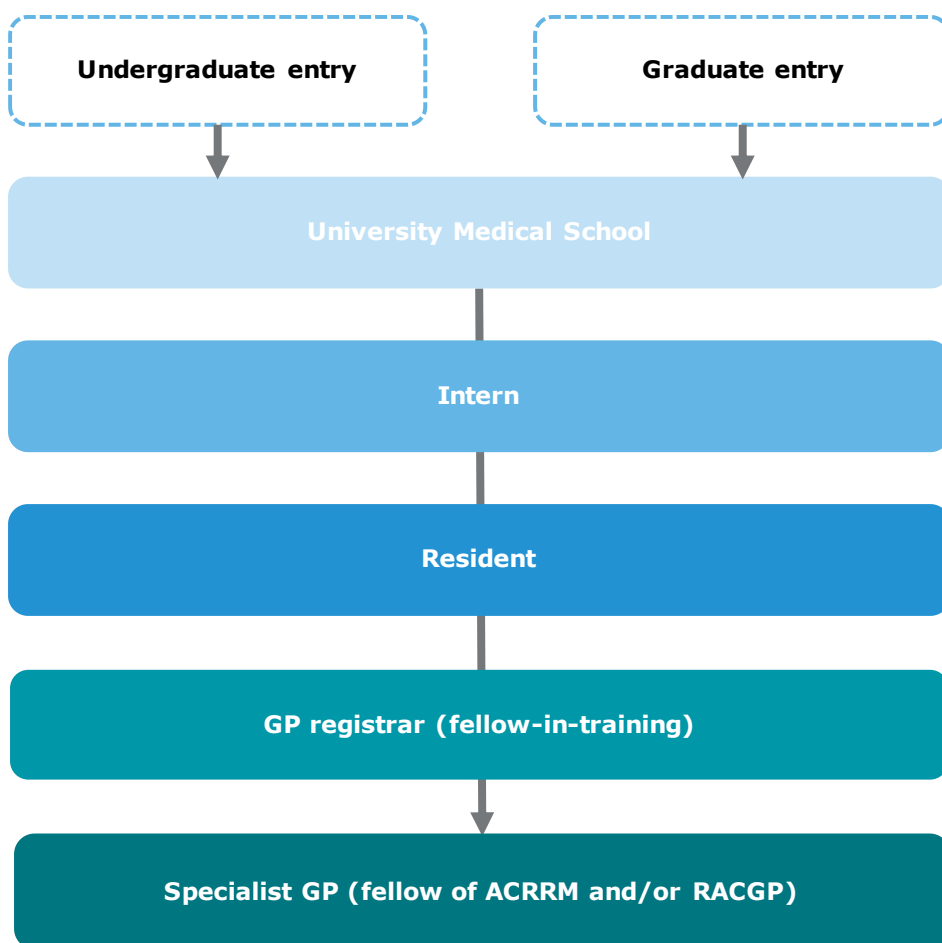 Undergraduate entry
Graduate entry
University Medical School
Intern
Resident
GP registrar (fellow-in-training)
Specialist GP (fellow of ACRRM and/or RACGP)